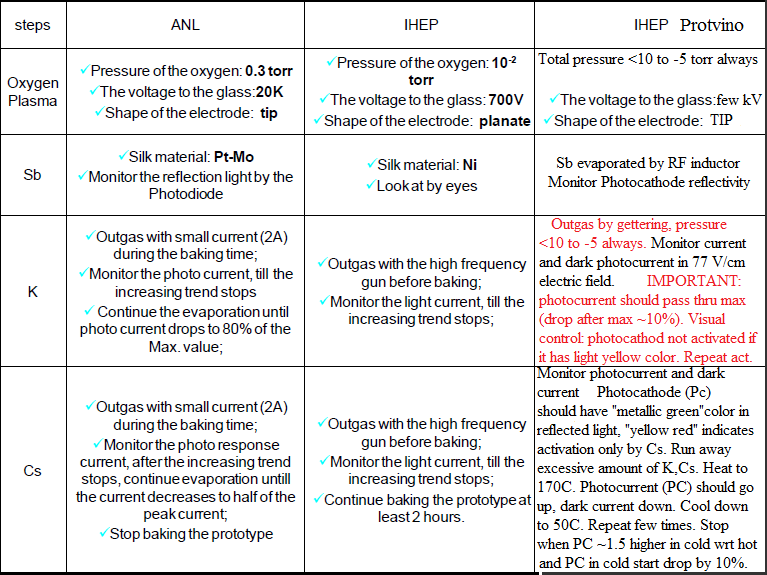 steps
ANL
IHEP
IHEP Protvino
Oxygen
Plasma
✓Pressure of the oxygen: 0.3 torr
✓The voltage to the glass:20K
✓Shape of the electrode: tip
✓Pressure of the oxygen: 10-2
torr
✓The voltage to the glass: 700V
✓Shape of the electrode: planate
Total pressure <10 to -5 torr always
✓The voltage to the glass:few kV
✓Shape of the electrode: TIP
Sb
✓Silk material: Pt-Mo
✓Monitor the reflection light by the
Photodiode
✓Silk material: Ni
✓Look at by eyes
Sb evaporated by RF inductor
Monitor Photocathode reflectivity
K
✓Outgas with small current (2A)
during the baking time;
✓Monitor the photo current, till the
increasing trend stops
✓ Continue the evaporation until
photo current drops to 80% of the
Max. value;
✓Outgas with the high frequency
gun before baking;
✓Monitor the light current, till the
increasing trend stops;
Outgas by gettering, pressure
<10 to -5 always. Monitor current
and dark photocurrent in 77 V/cm
electric field. IMPORTANT:
photocurrent should pass thru max
(drop after max ~10%). Visual
control: photocathod not activated if
it has light yellow color. Repeat act.
Cs
✓Outgas with small current (2A)
during the baking time;
✓Monitor the photo response
current, after the increasing trend
stops, continue evaporation untill
the current decreases to half of the
peak current;
✓Stop baking the prototype
✓Outgas with the high frequency
gun before baking;
✓Monitor the light current, till the
increasing trend stops;
✓Continue baking the prototype at
least 2 hours.
Monitor photocurrent and dark
current Photocathode (Pc)
should have "metallic green"color in
reflected light, "yellow red" indicates
activation only by Cs. Run away
excessive amount of K,Cs. Heat to
170C. Photocurrent (PC) should go
up, dark current down. Cool down
to 50C. Repeat few times. Stop
when PC ~1.5 higher in cold wrt hot
and PC in cold start drop by 10%.